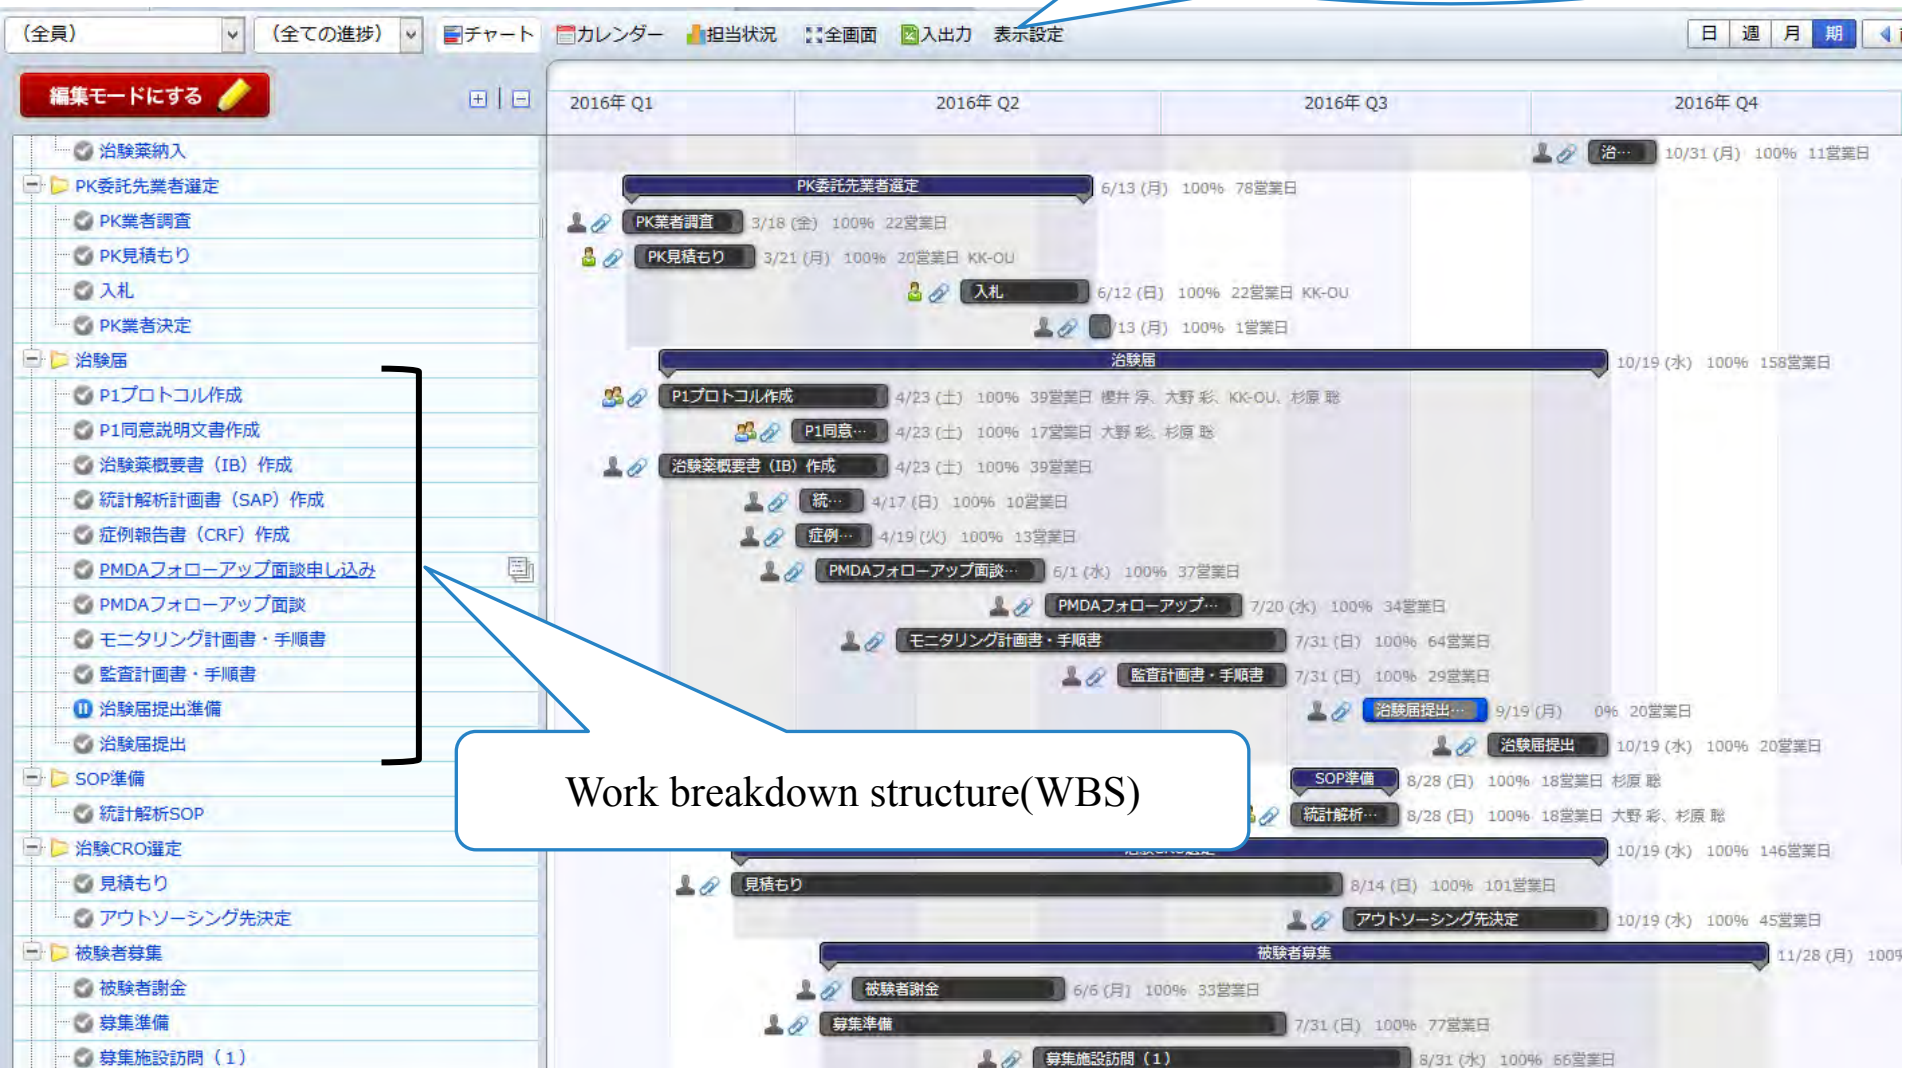 (全員) (全ての進捗) チャート カレンダー 担当状況 全画面 入出力 表示設定 日 週 月 期
編集モードにする 2016年 Q1 2016年 Q2 2016年 Q3 2016年 Q4
治験薬納入 治… 10/31 (月) 100% 11営業日
PK委託先業者選定 PK委託先業者選定 6/13 (月) 100% 78営業日
PK業者調査 PK業者調査 3/18 (金) 100% 22営業日
PK見積もり PK見積もり 3/21 (月) 100% 20営業日 KK-OU
入札 入札 6/12 (日) 100% 22営業日 KK-OU
PK業者決定 /13 (月) 100% 1営業日
治験届 治験届 10/19 (水) 100% 158営業日
P1プロトコル作成 P1プロトコル作成 4/23 (土) 100% 39営業日 櫻井 淳、大野 彩、KK-OU、杉原 聡
P1同意説明文書作成 P1同意… 4/23 (土) 100% 17営業日 大野 彩、杉原 聡
治験薬概要書（IB）作成 治験薬概要書（IB）作成 4/23 (土) 100% 39営業日
統計解析計画書（SAP）作成 統… 4/17 (日) 100% 10営業日
症例報告書（CRF）作成 症例… 4/19 (火) 100% 13営業日
PMDAフォローアップ面談申し込み PMDAフォローアップ面談… 6/1 (水) 100% 37営業日
PMDAフォローアップ面談 PMDAフォローアップ… 7/20 (水) 100% 34営業日
モニタリング計画書・手順書 モニタリング計画書・手順書 7/31 (日) 100% 64営業日
監査計画書・手順書 監査計画書・手順書 7/31 (日) 100% 29営業日
治験届提出準備 治験届提出… 9/19 (月) 0% 20営業日
治験届提出 治験届提出 10/19 (水) 100% 20営業日
SOP準備 SOP準備 8/28 (日) 100% 18営業日 杉原 聡
Work breakdown structure(WBS)
統計解析SOP 統計解析… 8/28 (日) 100% 18営業日 大野 彩、杉原 聡
治験CRO選定 10/19 (水) 100% 146営業日
見積もり 見積もり 8/14 (日) 100% 101営業日
アウトソーシング先決定 アウトソーシング先決定 10/19 (水) 100% 45営業日
被験者募集 被験者募集 11/28 (月) 100%
被験者謝金 被験者謝金 6/6 (月) 100% 33営業日
募集準備 募集準備 7/31 (日) 100% 77営業日
募集施設訪問（1） 募集施設訪問（1） 8/31 (水) 100% 66営業日